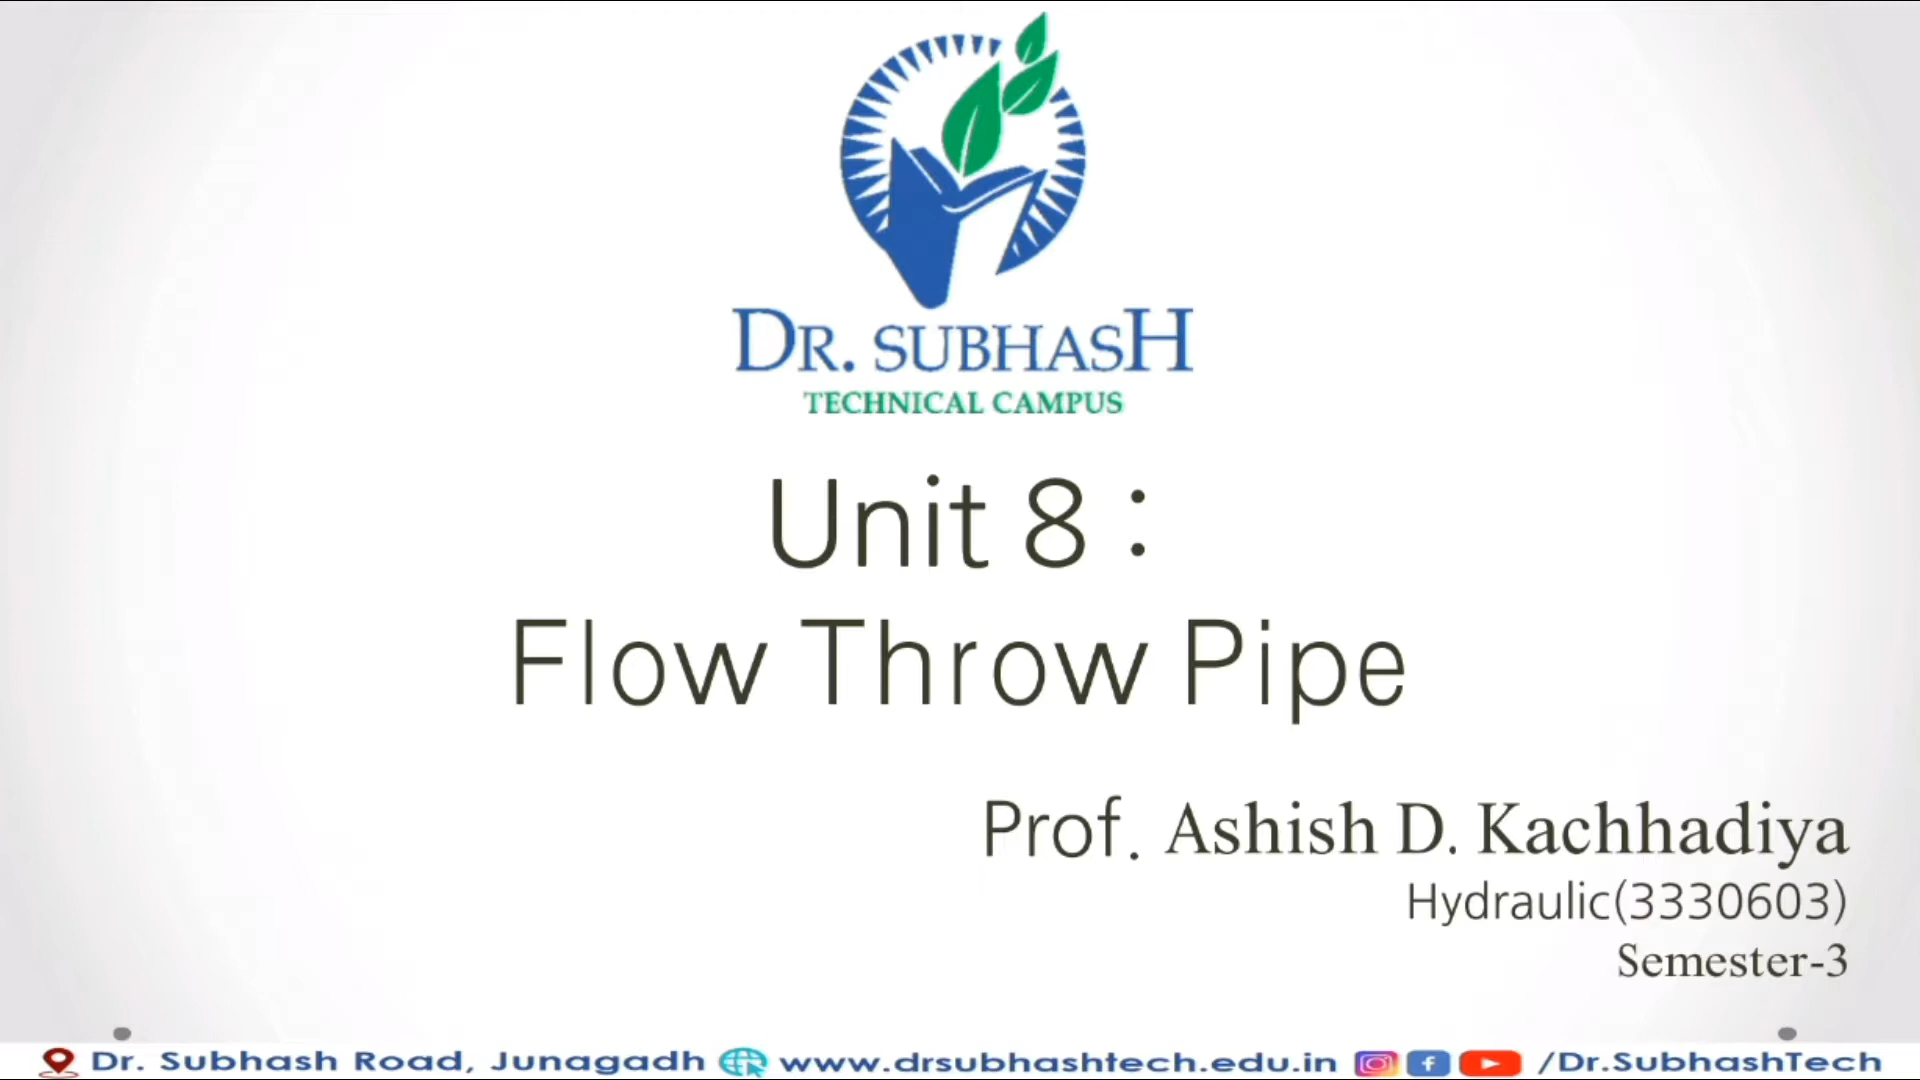 DR. SUBHASH
TECHNICAL CAMPUS
Unit 8 :
Flow Throw Pipe
Prof. Ashish D. Kachhadiya
Hydraulic(3330603)
Semester-3
Dr. Subhash Road, Junagadh www.drsubhashtech.edu.in /Dr.SubhashTech